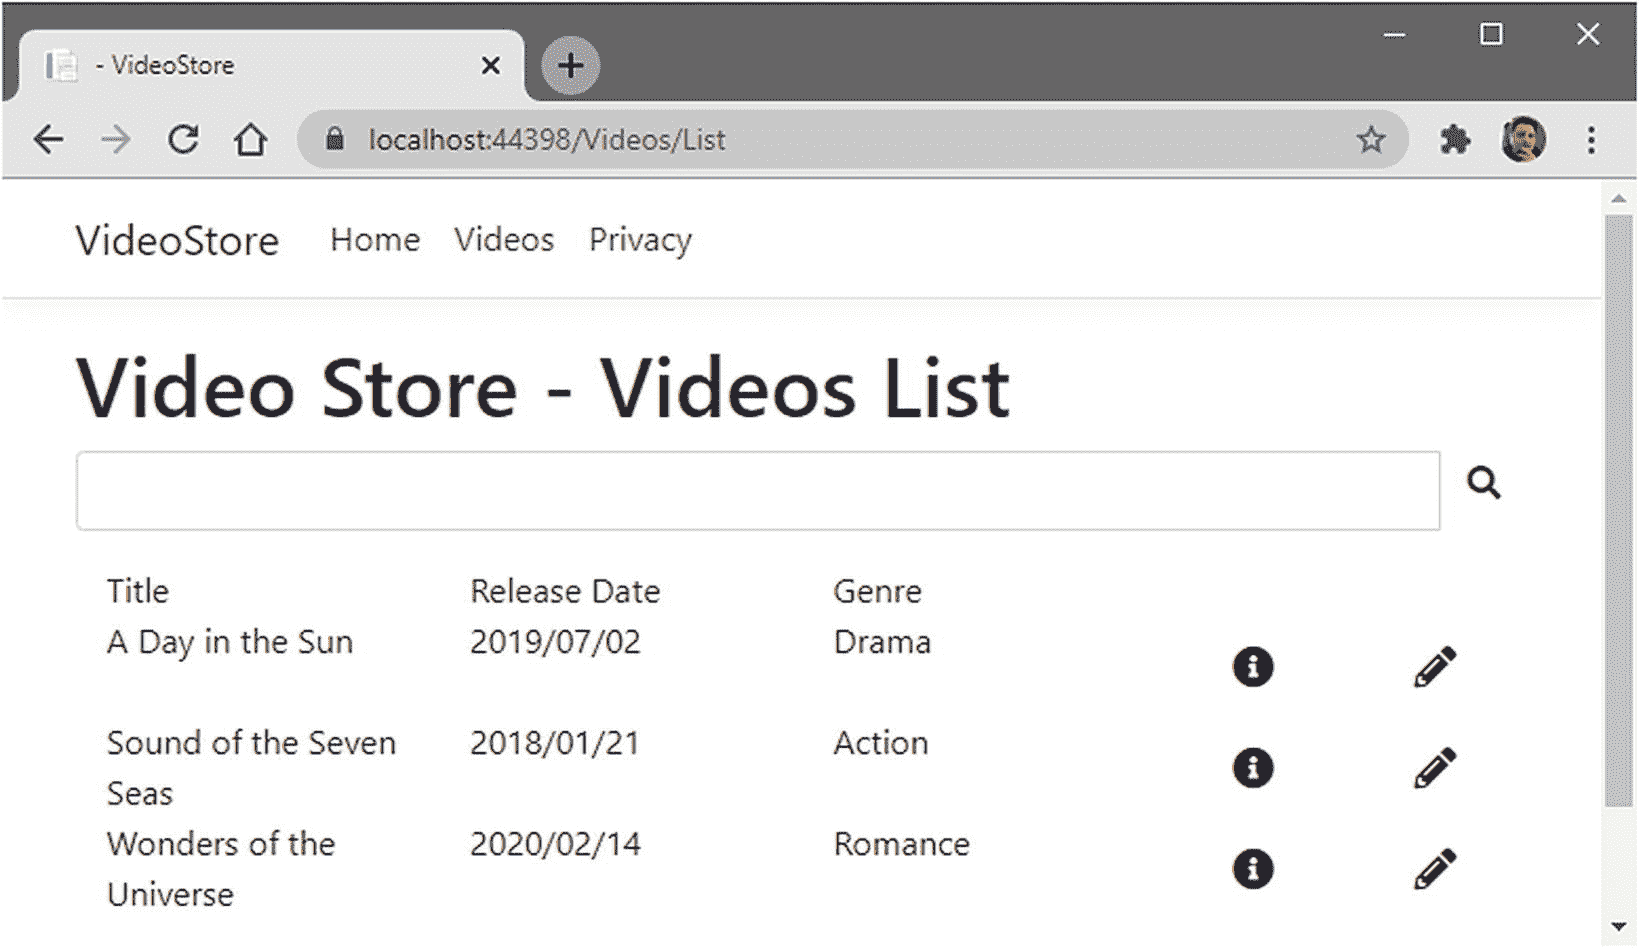 - VideoStore
localhost:44398/Videos/List
VideoStore Home Videos Privacy
Video Store - Videos List
Title Release Date Genre
A Day in the Sun 2019/07/02 Drama
Sound of the Seven 2018/01/21 Action
Seas
Wonders of the 2020/02/14 Romance
Universe